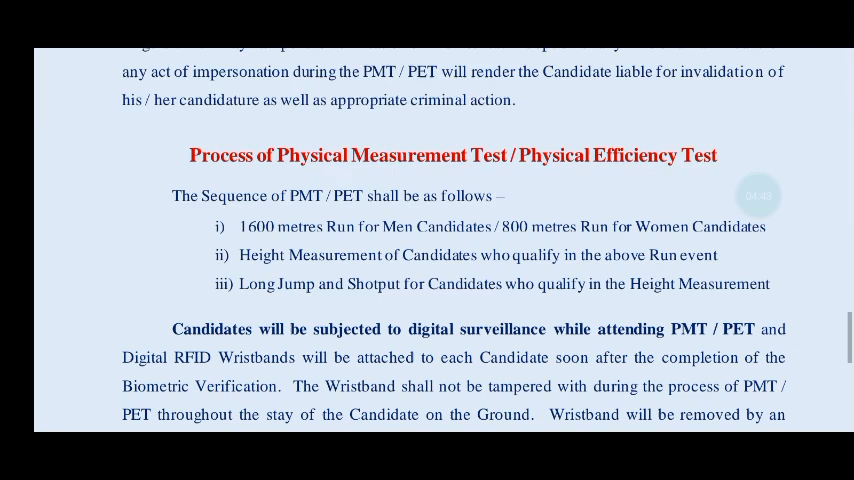 any act of impersonation during the PMT / PET will render the Candidate liable for invalidation of
his / her candidature as well as appropriate criminal action.
Process of Physical Measurement Test / Physical Efficiency Test
The Sequence of PMT / PET shall be as follows –
04:43
i) 1600 metres Run for Men Candidates / 800 metres Run for Women Candidates
ii) Height Measurement of Candidates who qualify in the above Run event
iii) Long Jump and Shotput for Candidates who qualify in the Height Measurement
Candidates will be subjected to digital surveillance while attending PMT / PET and
Digital RFID Wristbands will be attached to each Candidate soon after the completion of the
Biometric Verification. The Wristband shall not be tampered with during the process of PMT /
PET throughout the stay of the Candidate on the Ground. Wristband will be removed by an